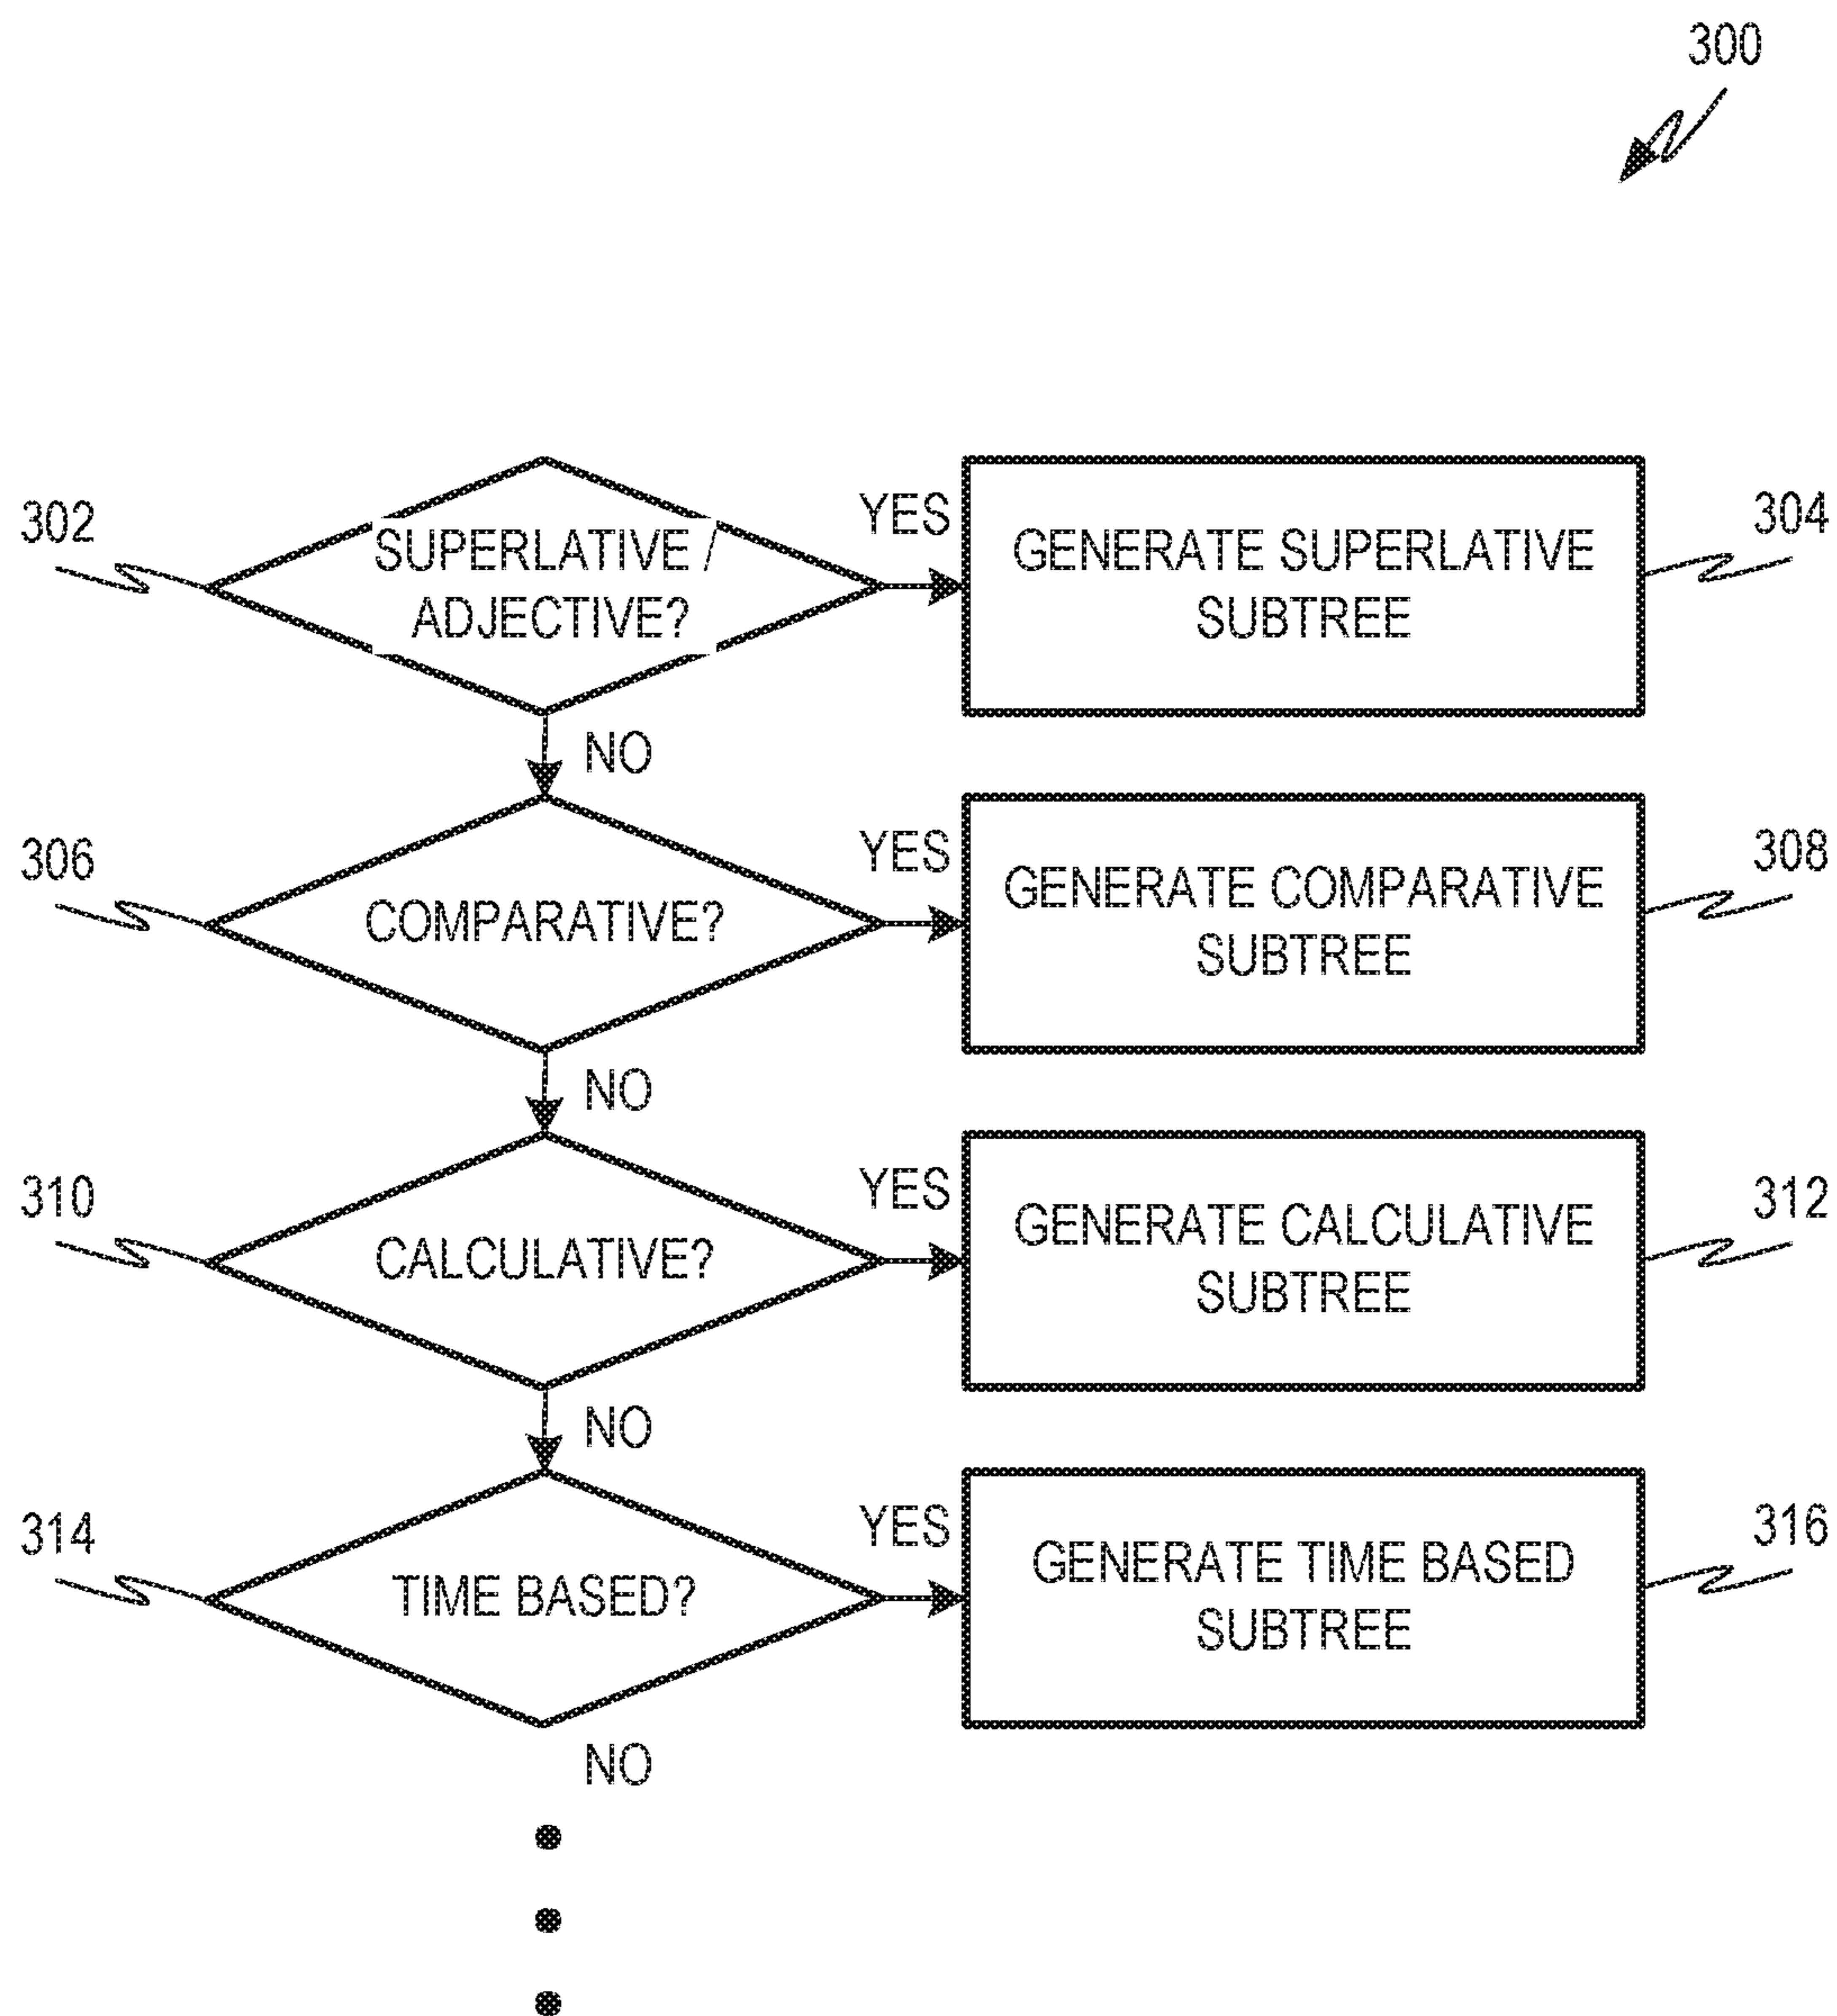 300
302
SUPERLATIVE /
ADJECTIVE?
YES
GENERATE SUPERLATIVE
SUBTREE
304
NO
306
COMPARATIVE?
YES
GENERATE COMPARATIVE
SUBTREE
308
NO
310
CALCULATIVE?
YES
GENERATE CALCULATIVE
SUBTREE
312
NO
314
TIME BASED?
YES
GENERATE TIME BASED
SUBTREE
316
NO